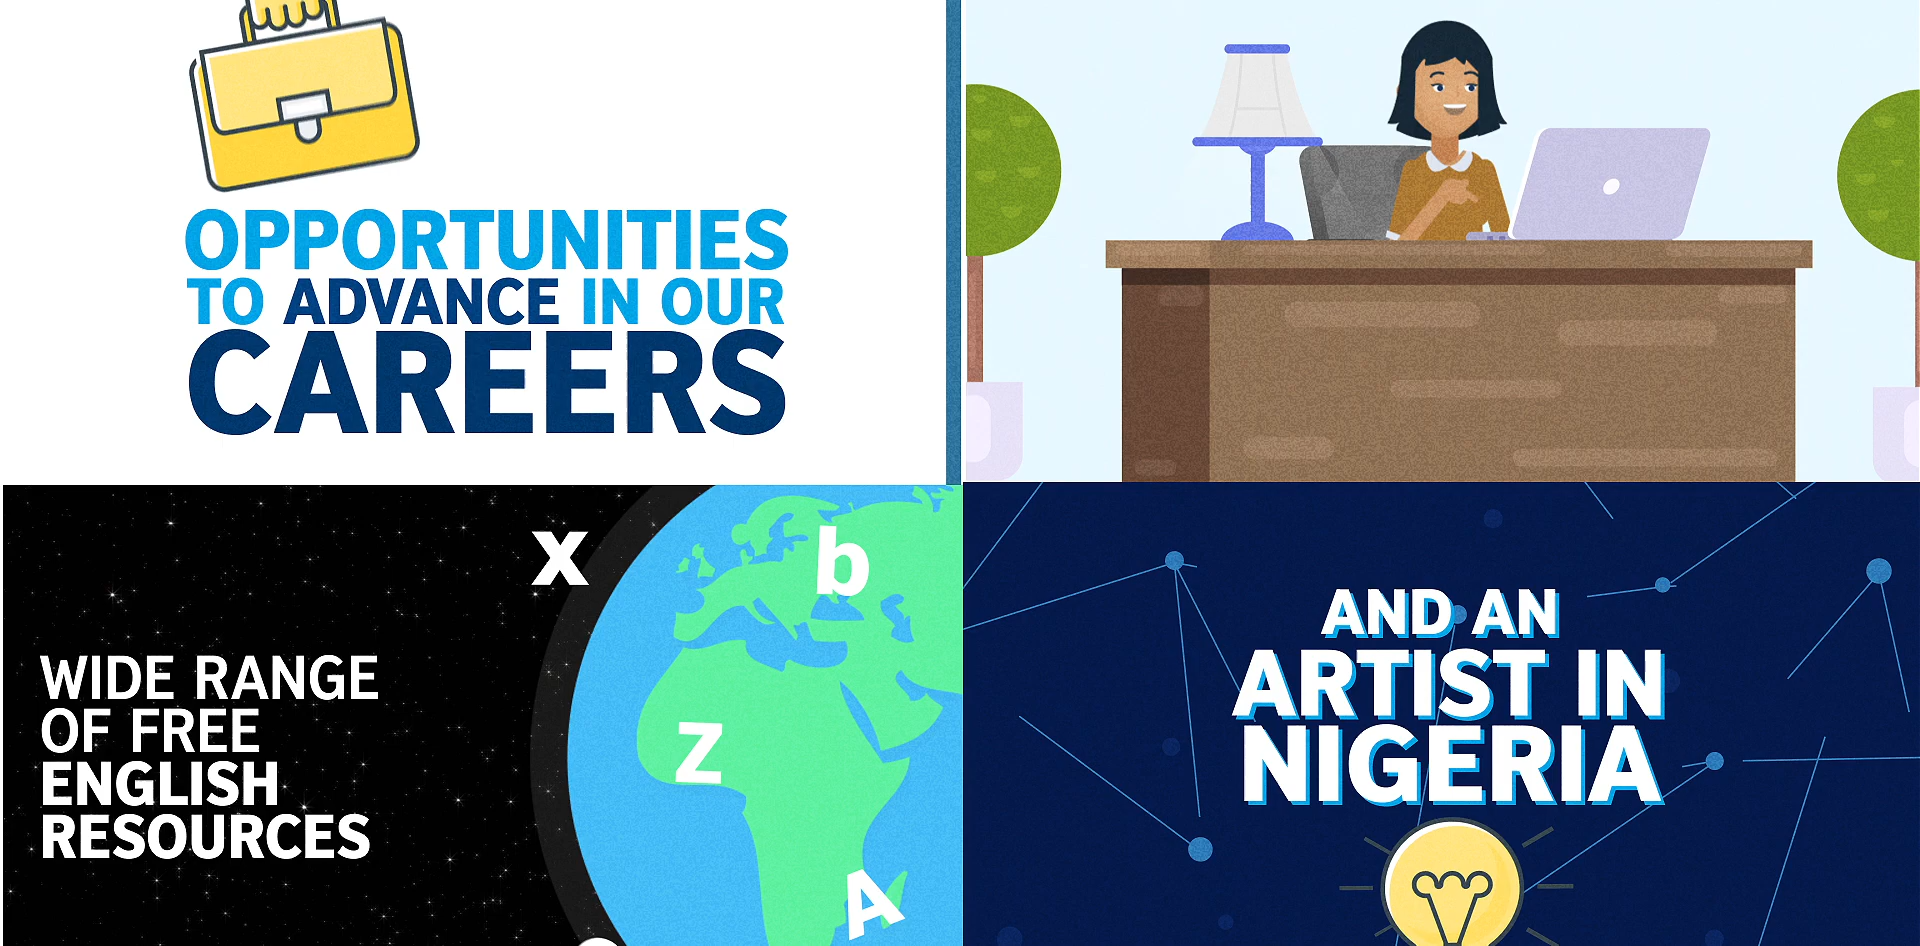 OPPORTUNITIES
TO ADVANCE IN OUR
CAREERS
x
b
WIDE RANGE
OF FREE
ENGLISH
RESOURCES
z
A
AND AN
ARTIST IN
NIGERIA